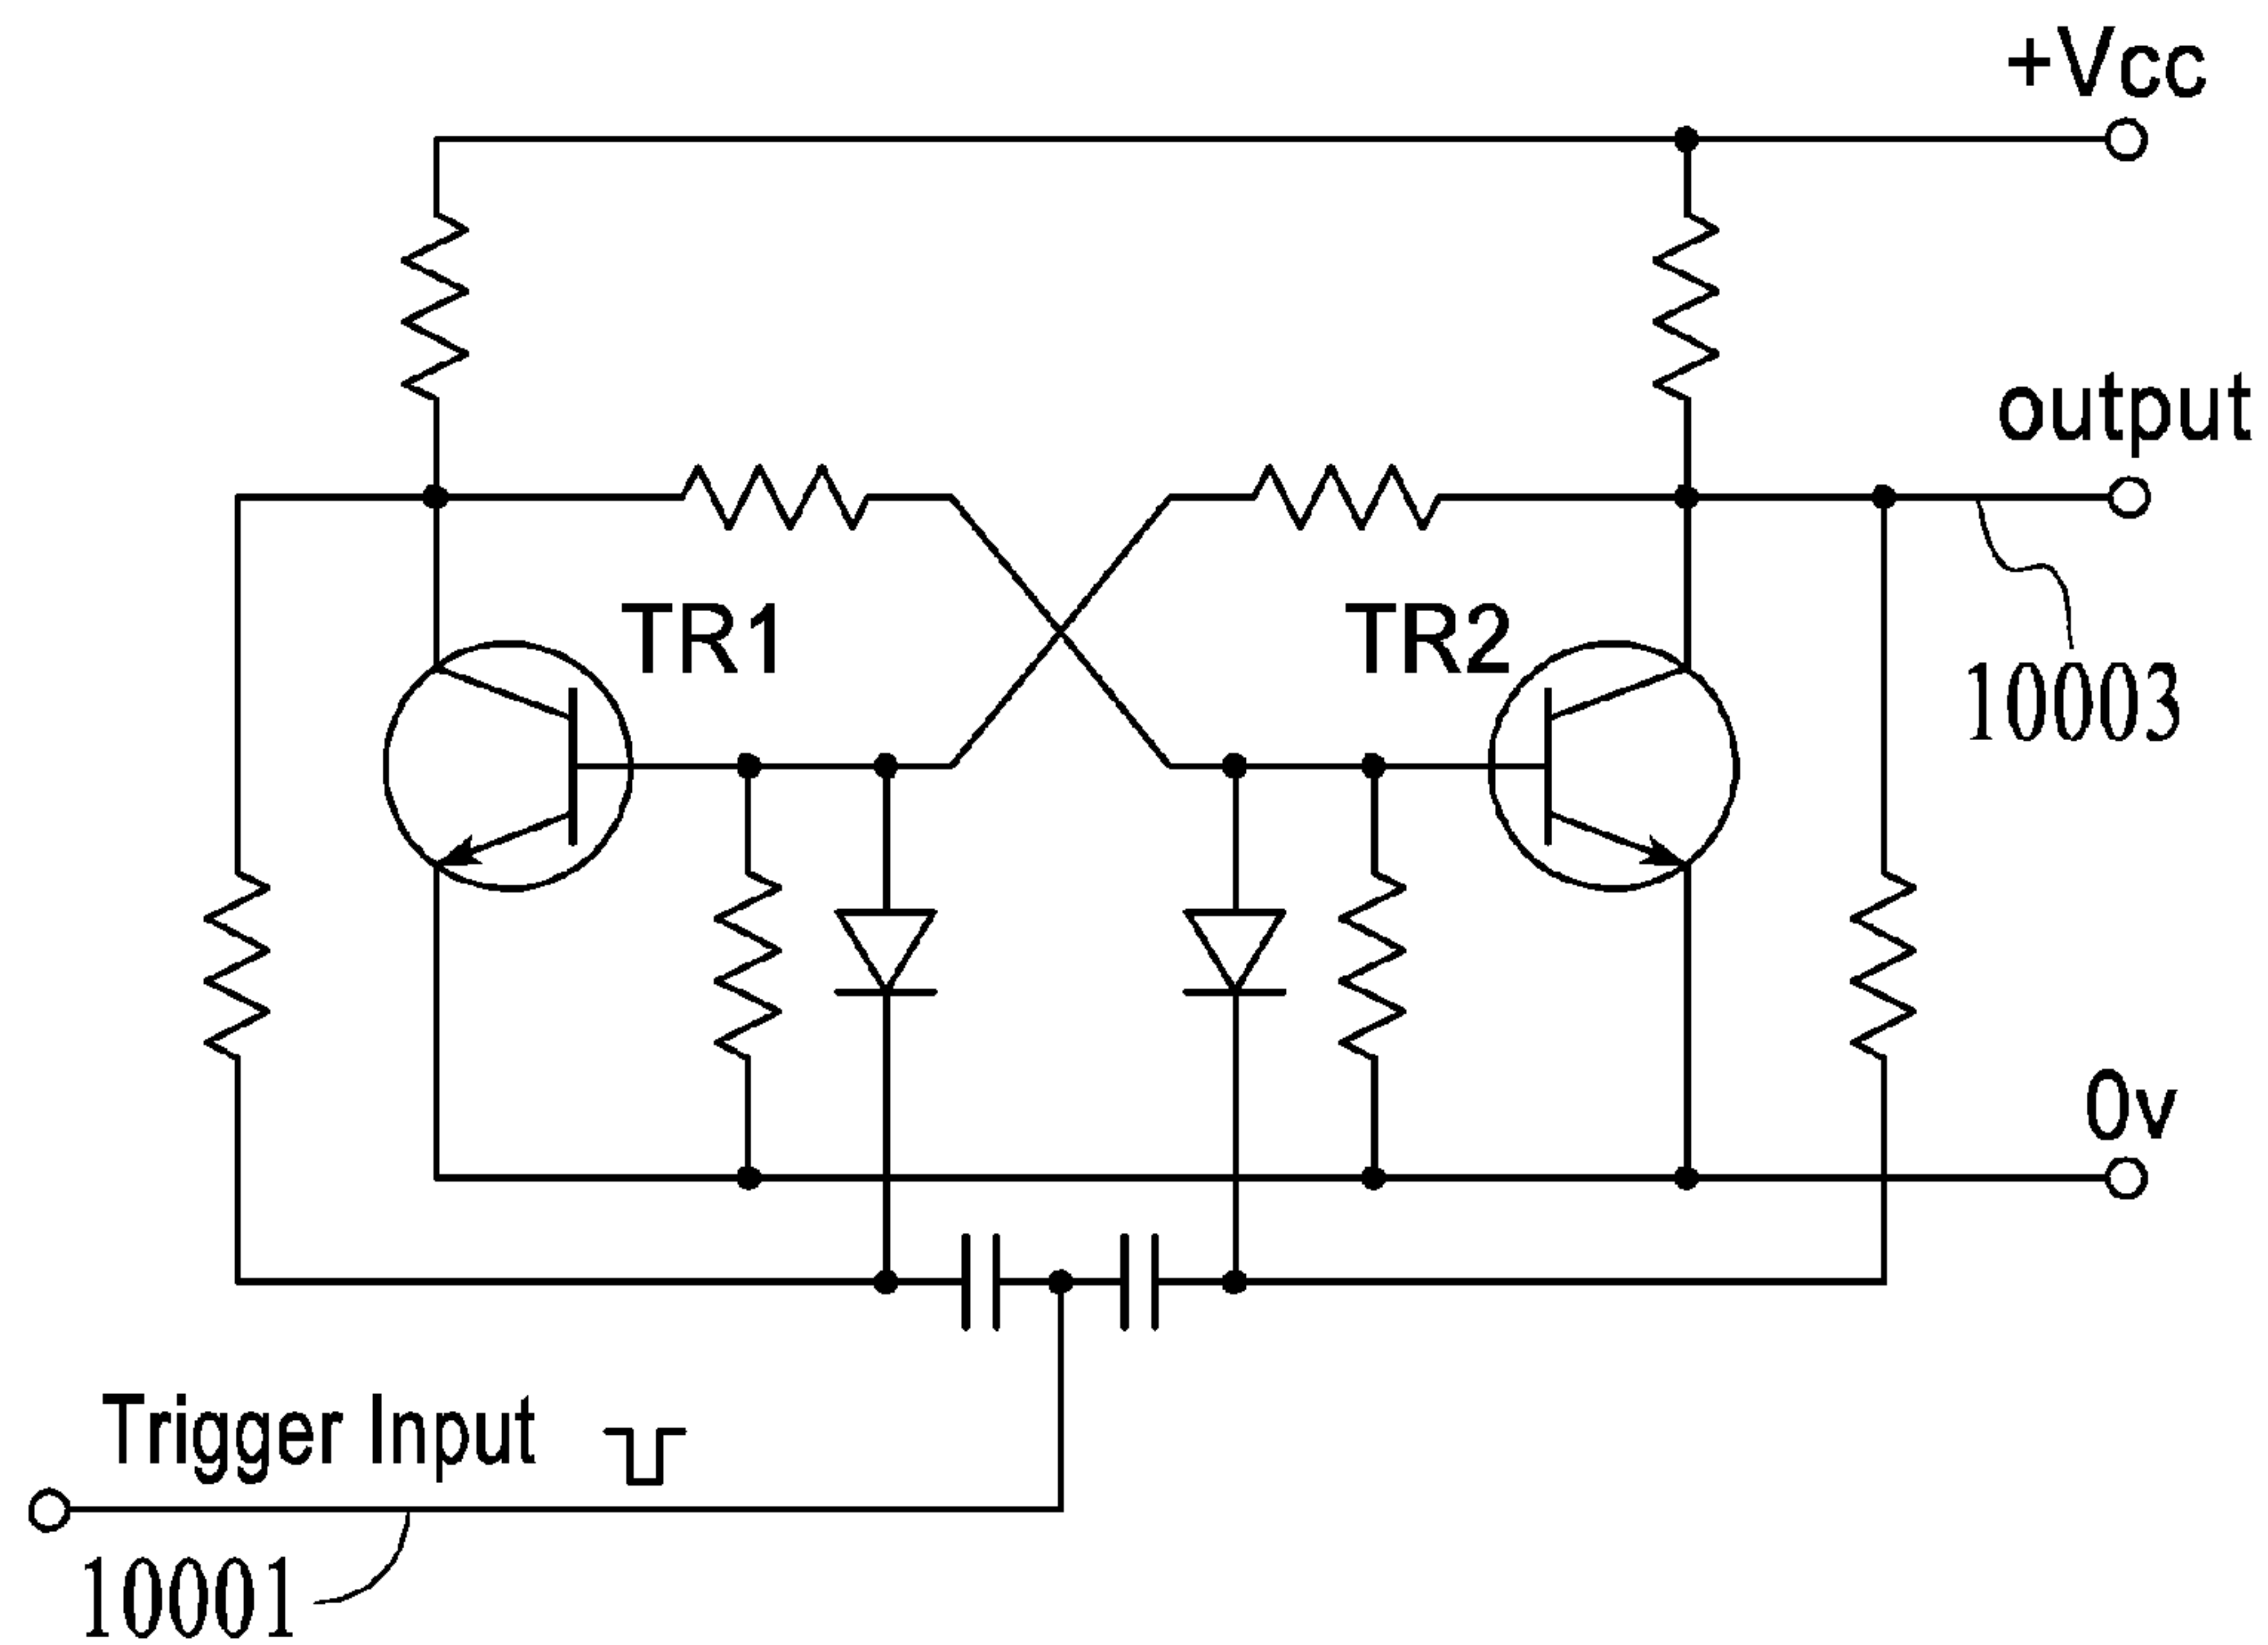 +Vcc
output
TR1
TR2
10003
0v
Trigger Input
10001